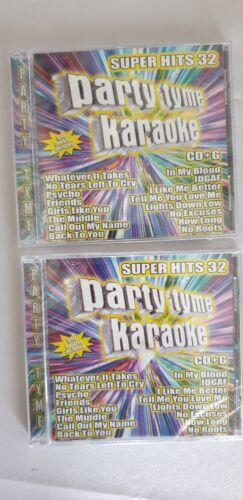 SUPER HITS 32
party tyme
karaoke
CD+G
Whatever It Takes
No Tears Left To Cry
Psycho
Friends
Girls Like You
The Middle
Call Out My Name
Back To You
In My Blood
IDGAF
I Like Me Better
Tell Me You Love Me
Lights Down Low
No Excuses
How Long
No Roots
PARTY TYME
SUPER HITS 32
party tyme
karaoke
CD+G
Whatever It Takes
No Tears Left To Cry
Psycho
Friends
Girls Like You
The Middle
Call Out My Name
Back To You
In My Blood
IDGAF
I Like Me Better
Tell Me You Love Me
Lights Down Low
No Excuses
How Long
No Roots
PARTY TYME